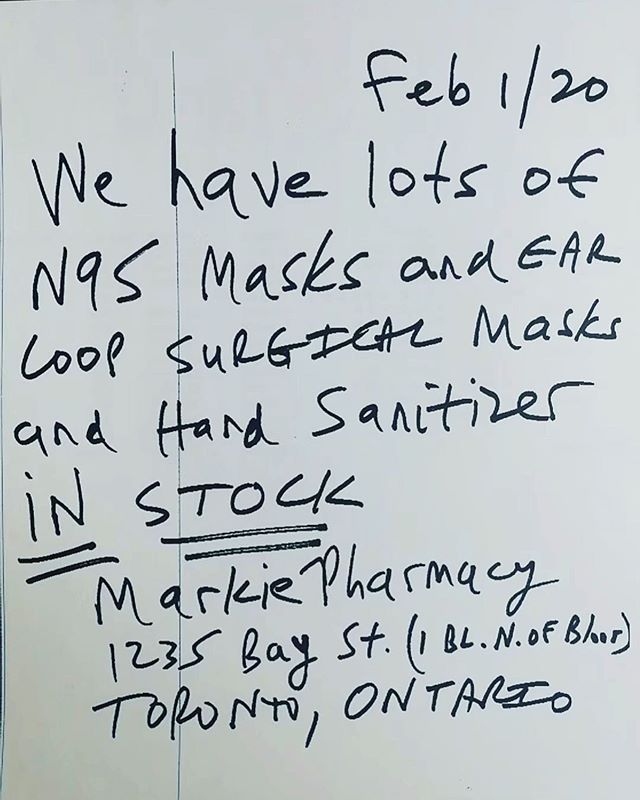 Feb 1/20
We have lots of
N95 Masks and EAR
LOOP SURGICAL Masks
and Hand Sanitizer
IN STOCK
Markie Pharmacy
1235 Bay St. (1 BL. N. OF Bloor)
TORONTO, ONTARIO